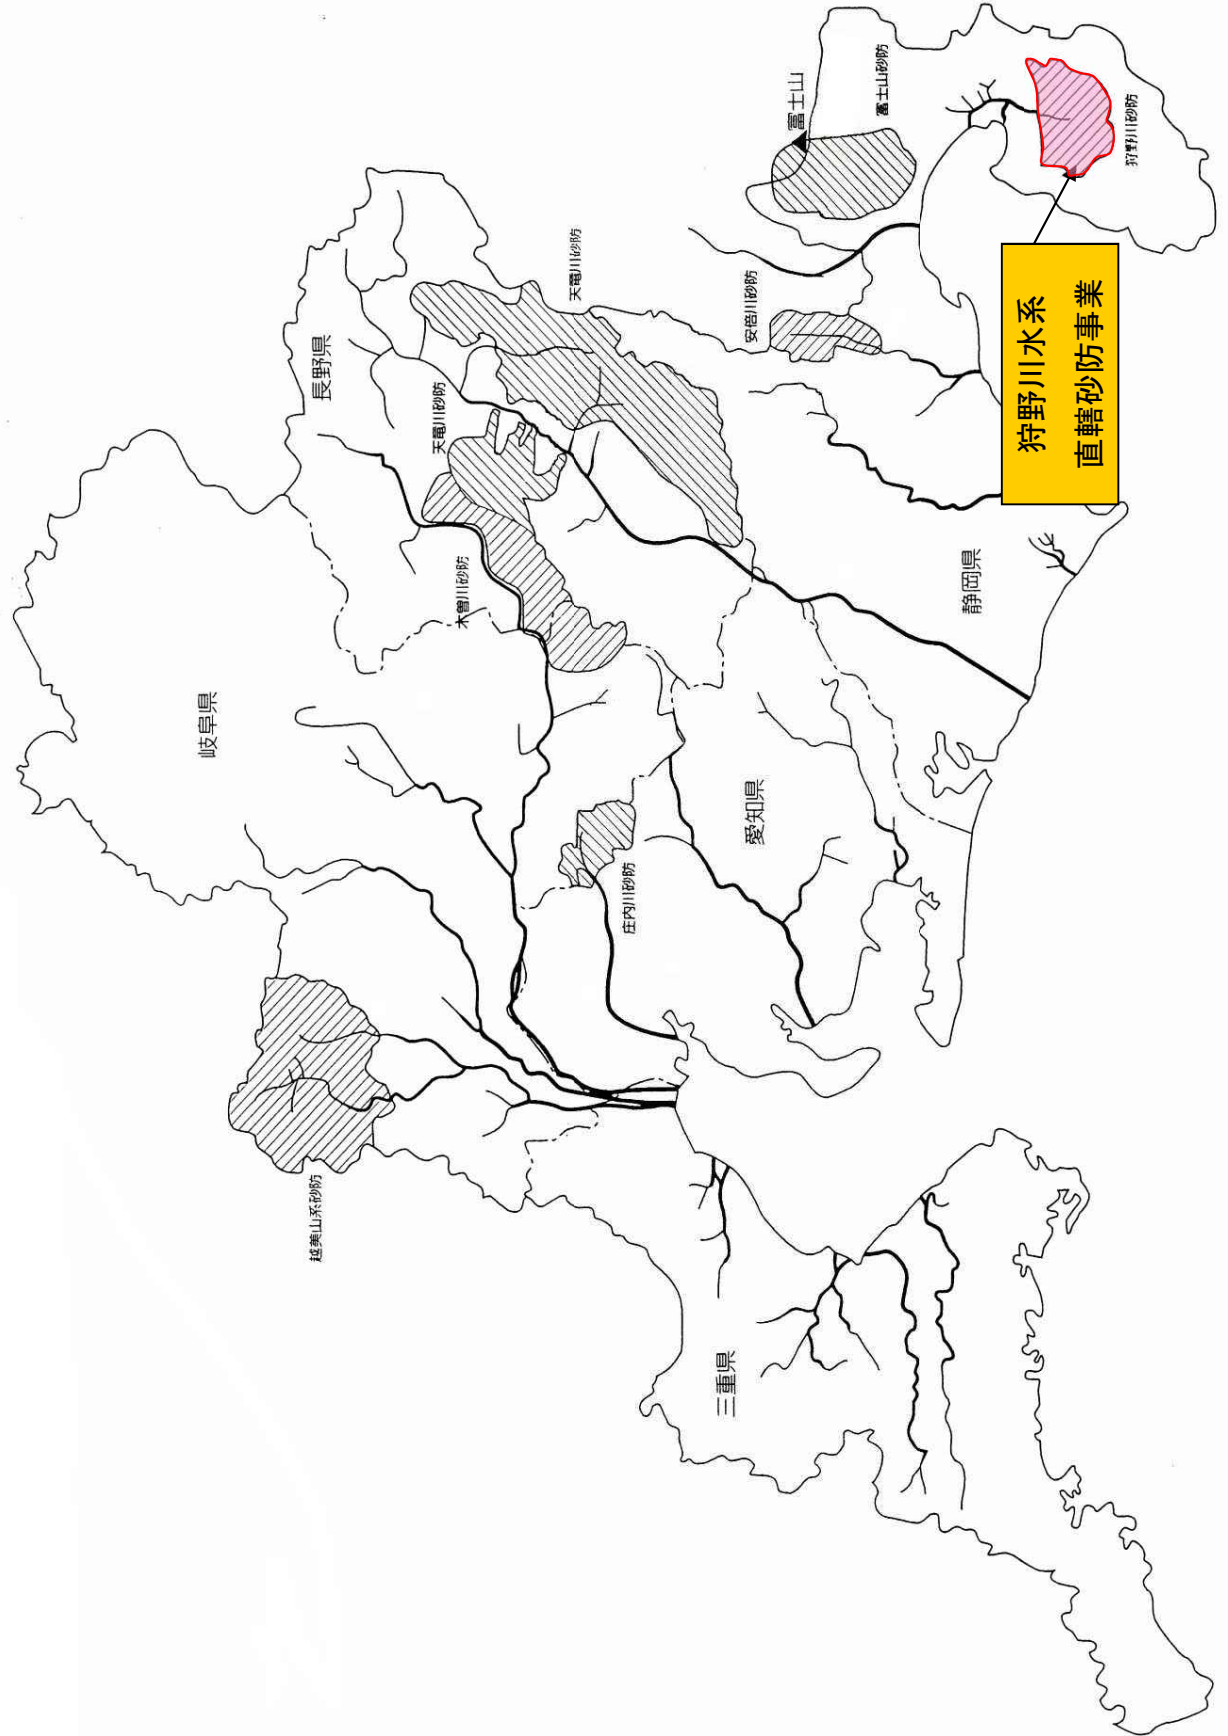 長野県
岐阜県
富士山
富士山砂防
天竜川砂防
天竜川砂防
安倍川砂防
狩野川砂防
木曽川砂防
静岡県
愛知県
庄内川砂防
越美山系砂防
三重県
狩野川水系
直轄砂防事業